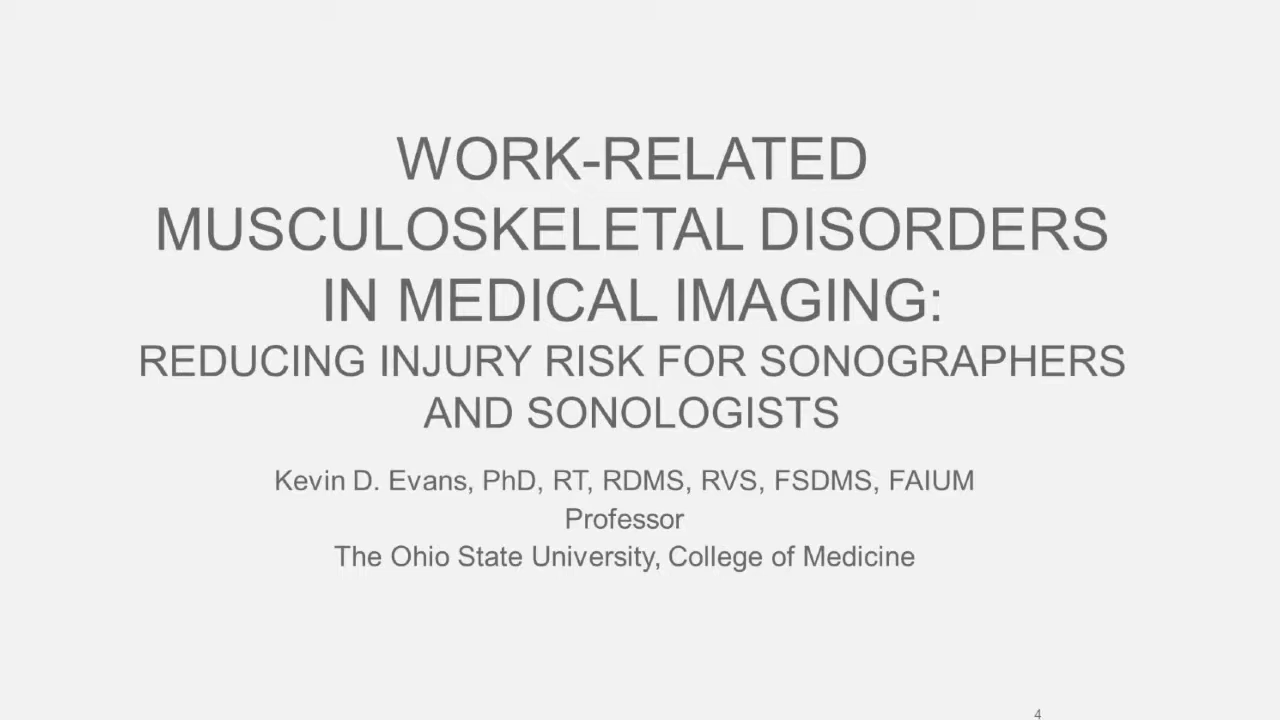 WORK-RELATED
MUSCULOSKELETAL DISORDERS
IN MEDICAL IMAGING:
REDUCING INJURY RISK FOR SONOGRAPHERS
AND SONOLOGISTS
Kevin D. Evans, PhD, RT, RDMS, RVS, FSDMS, FAIUM
Professor
The Ohio State University, College of Medicine
4